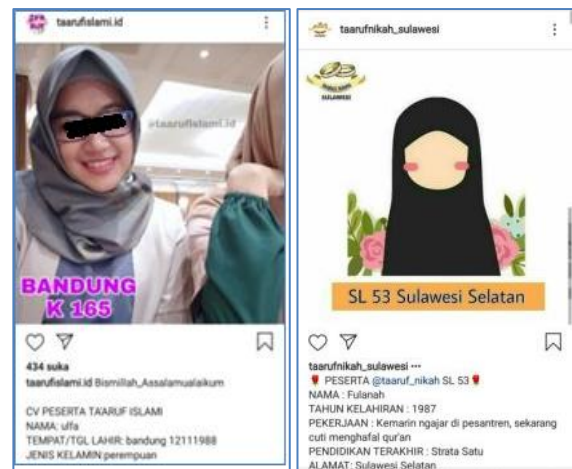 taarufislami.id
@taarufislami.id
BANDUNG
K 165
434 suka
taarufislami.id Bismillah_Assalamualaikum
CV PESERTA TAARUF ISLAMI
NAMA: ulfa
TEMPAT/TGL LAHIR: bandung 12111988
JENIS KELAMIN perempuan
taarufnikah_sulawesi
SULAWESI
SL 53 Sulawesi Selatan
taarufnikah_sulawesi •••
🌹 PESERTA @taaruf_nikah SL 53 🌹
NAMA : Fulanah
TAHUN KELAHIRAN : 1987
PEKERJAAN : Kemarin ngajar di pesantren, sekarang
cuti menghafal qur'an
PENDIDIKAN TERAKHIR : Strata Satu
ALAMAT: Sulawesi Selatan